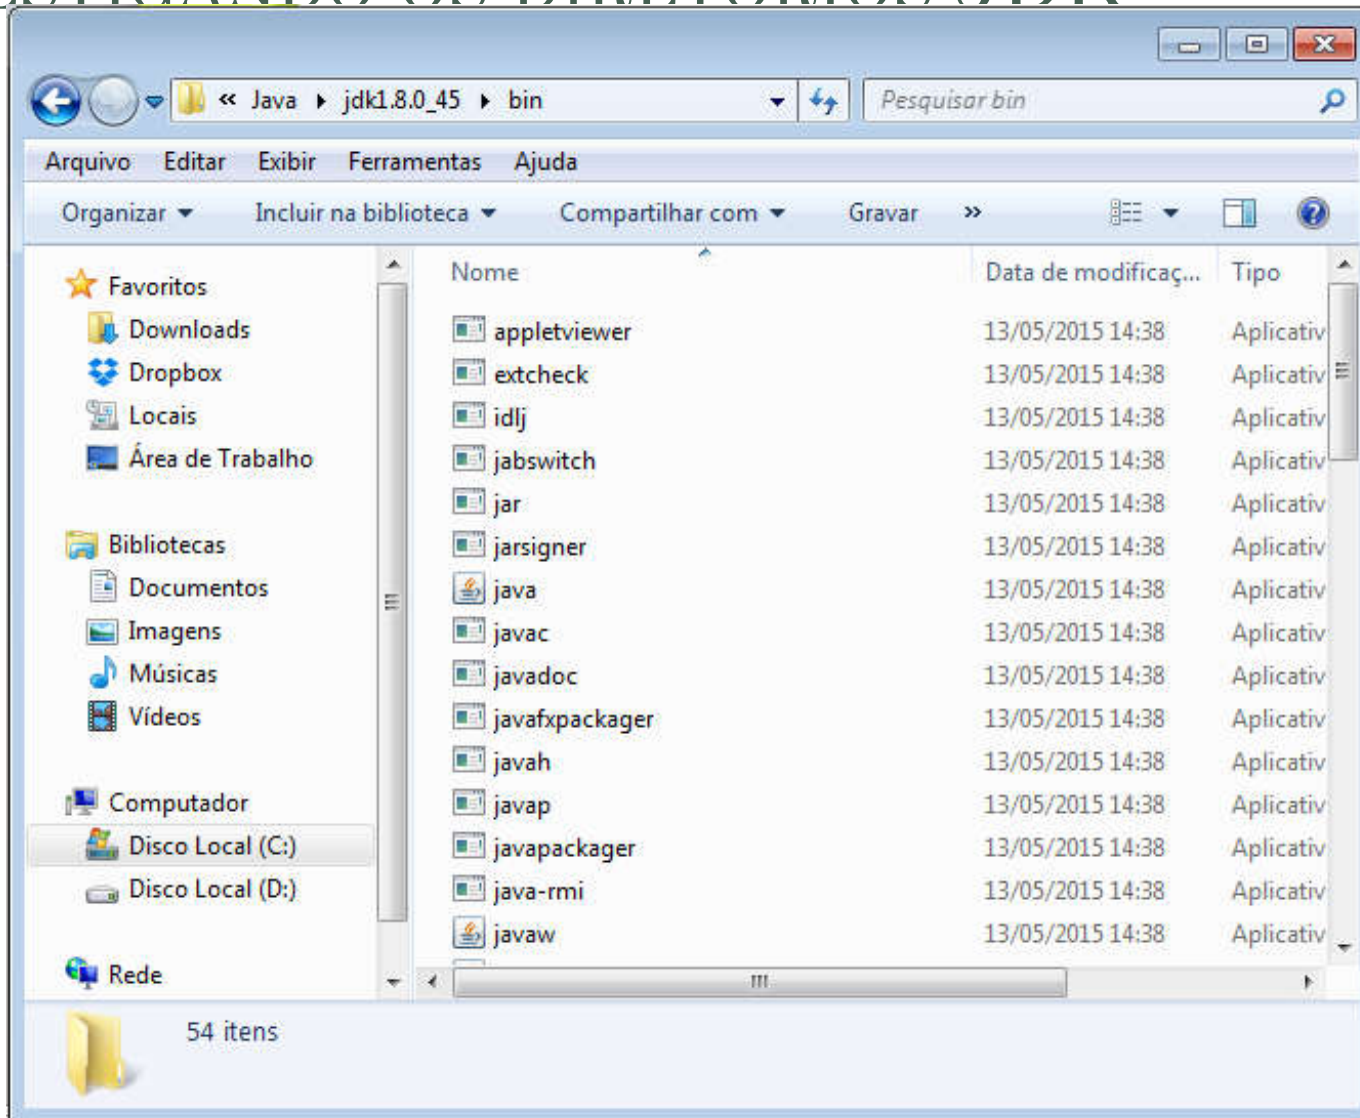 « Java ▸ jdk1.8.0_45 ▸ bin
Pesquisar bin
Arquivo Editar Exibir Ferramentas Ajuda
Organizar Incluir na biblioteca Compartilhar com Gravar »
Favoritos
Downloads
Dropbox
Locais
Área de Trabalho
Bibliotecas
Documentos
Imagens
Músicas
Vídeos
Computador
Disco Local (C:)
Disco Local (D:)
Rede
Nome Data de modificaç... Tipo
appletviewer 13/05/2015 14:38 Aplicativ
extcheck 13/05/2015 14:38 Aplicativ
idlj 13/05/2015 14:38 Aplicativ
jabswitch 13/05/2015 14:38 Aplicativ
jar 13/05/2015 14:38 Aplicativ
jarsigner 13/05/2015 14:38 Aplicativ
java 13/05/2015 14:38 Aplicativ
javac 13/05/2015 14:38 Aplicativ
javadoc 13/05/2015 14:38 Aplicativ
javafxpackager 13/05/2015 14:38 Aplicativ
javah 13/05/2015 14:38 Aplicativ
javap 13/05/2015 14:38 Aplicativ
javapackager 13/05/2015 14:38 Aplicativ
java-rmi 13/05/2015 14:38 Aplicativ
javaw 13/05/2015 14:38 Aplicativ
54 itens